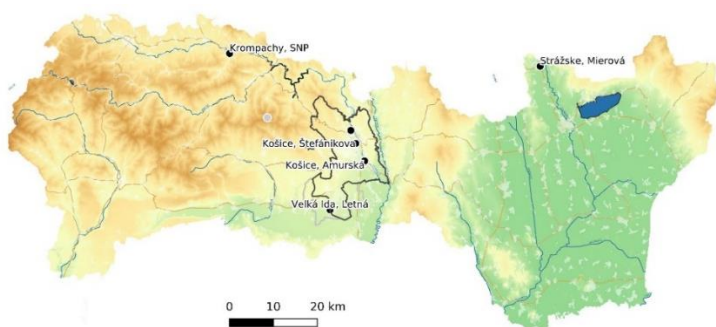 Krompachy, SNP
Strážske, Mierová
Košice, Štefánikova
Košice, Amurská
Veľká Ida, Letná
0 10 20 km